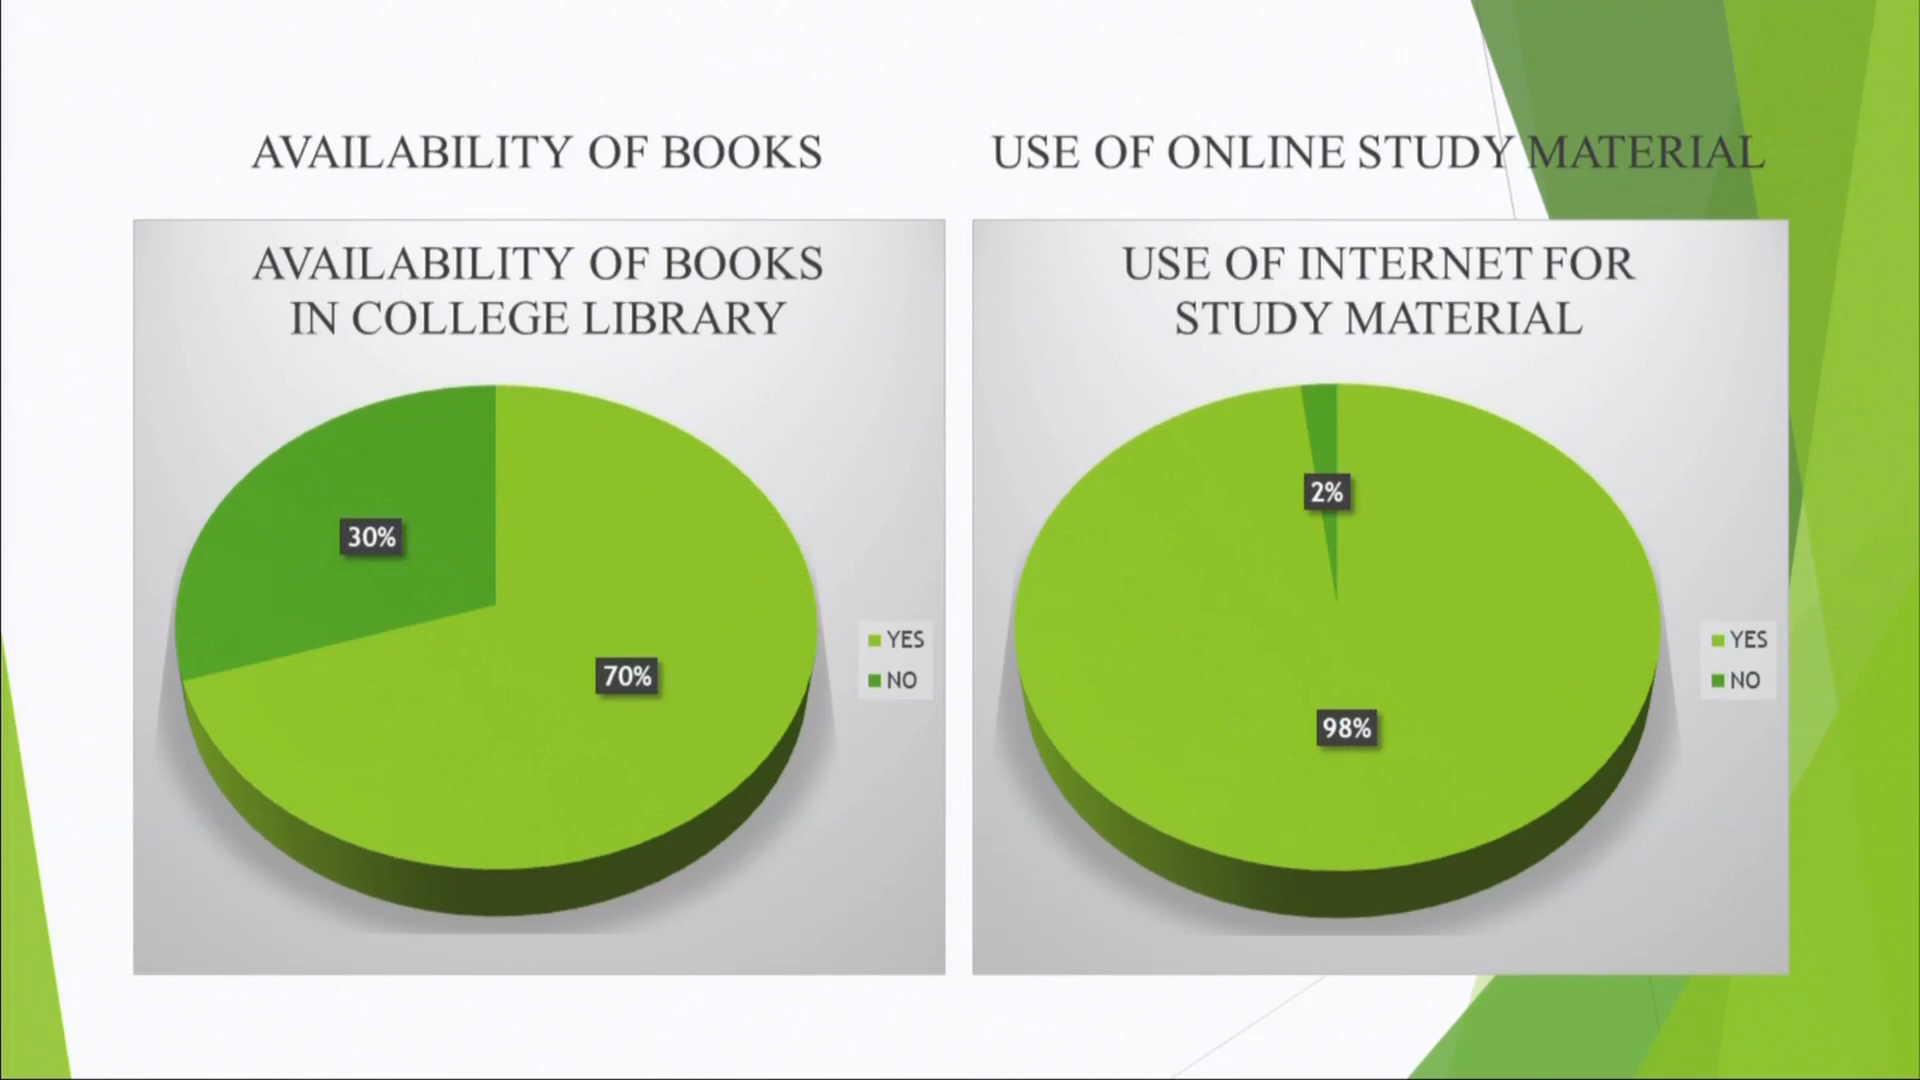 AVAILABILITY OF BOOKS
USE OF ONLINE STUDY MATERIAL
AVAILABILITY OF BOOKS
IN COLLEGE LIBRARY
30%
70%
YES
NO
USE OF INTERNET FOR
STUDY MATERIAL
2%
98%
YES
NO